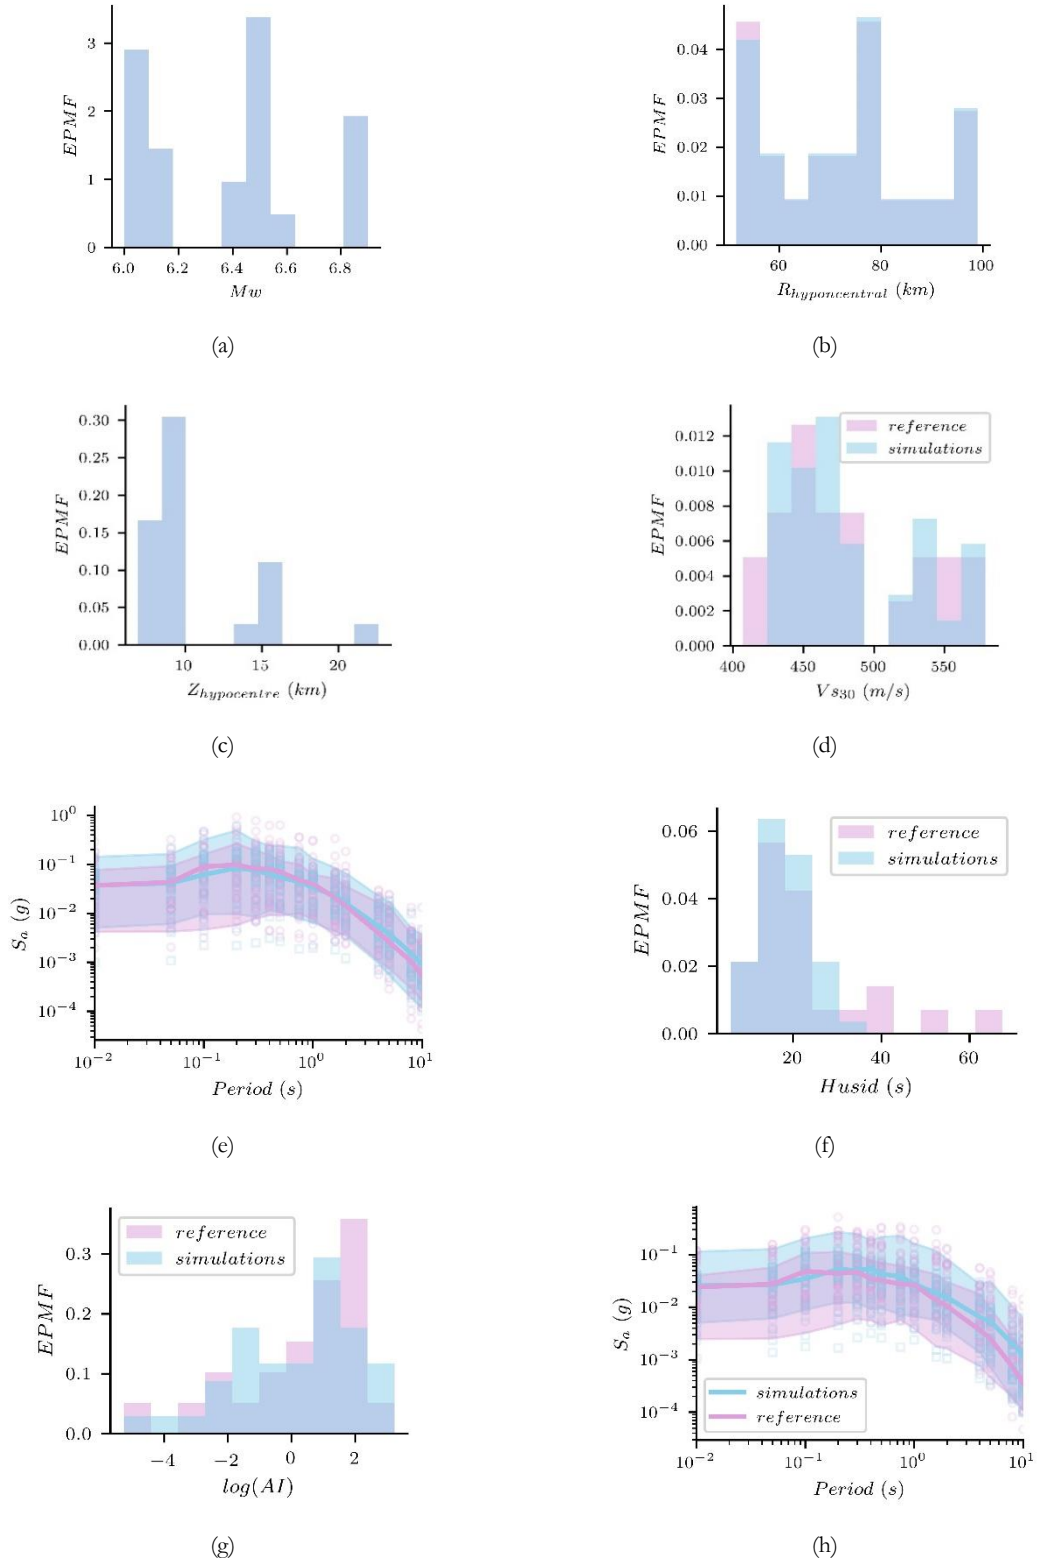 3
2
1
0
EPMF
6.0 6.2 6.4 6.6 6.8
Mw
(a)
0.04
0.03
0.02
0.01
0.00
EPMF
60 80 100
R_hyponcentral (km)
(b)
0.30
0.25
0.20
0.15
0.10
0.05
0.00
EPMF
10 15 20
Z_hypocentre (km)
(c)
reference
simulations
0.012
0.010
0.008
0.006
0.004
0.002
0.000
EPMF
400 450 500 550
Vs_30 (m/s)
(d)
10^0
10^−1
10^−2
10^−3
10^−4
S_a (g)
10^−2 10^−1 10^0 10^1
Period (s)
(e)
reference
simulations
0.06
0.04
0.02
0.00
EPMF
20 40 60
Husid (s)
(f)
reference
simulations
0.3
0.2
0.1
0.0
EPMF
−4 −2 0 2
log(AI)
(g)
10^−1
10^−2
10^−3
10^−4
S_a (g)
simulations
reference
10^−2 10^−1 10^0 10^1
Period (s)
(h)